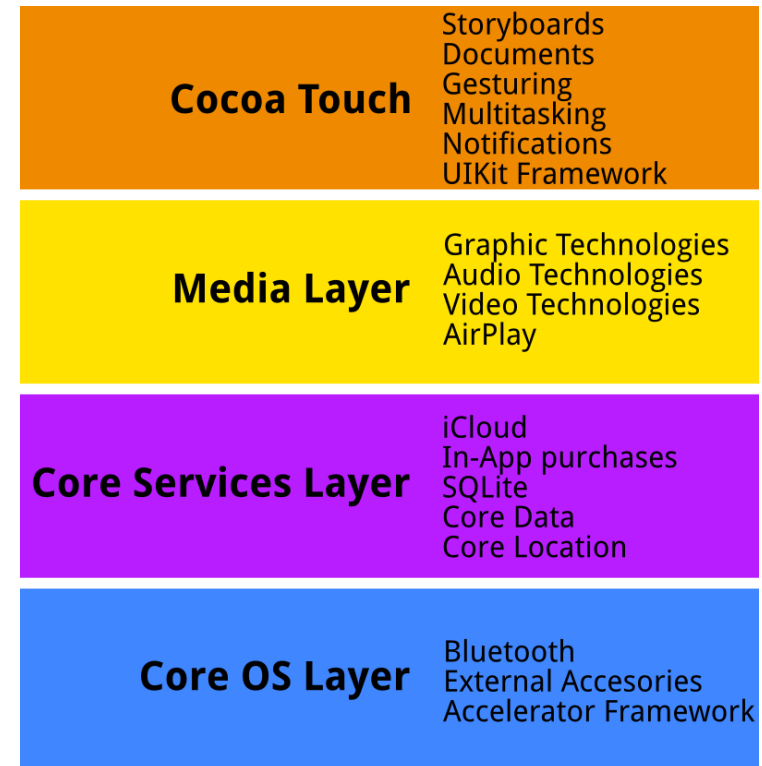 Cocoa Touch
Storyboards
Documents
Gesturing
Multitasking
Notifications
UIKit Framework
Media Layer
Graphic Technologies
Audio Technologies
Video Technologies
AirPlay
Core Services Layer
iCloud
In-App purchases
SQLite
Core Data
Core Location
Core OS Layer
Bluetooth
External Accesories
Accelerator Framework